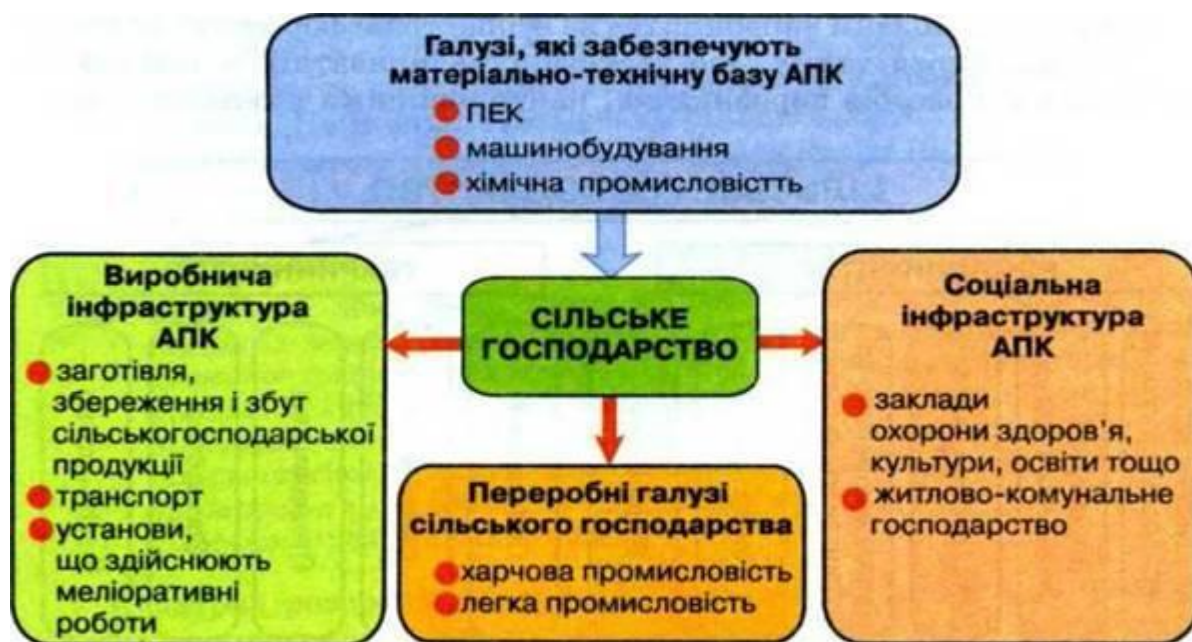 Галузі, які забезпечують
матеріально-технічну базу АПК
ПЕК
машинобудування
хімічна промисловістть
Виробнича
інфраструктура
АПК
заготівля,
збереження і збут
сільськогосподарської
продукції
транспорт
установи,
що здійснюють
меліоративні
роботи
СІЛЬСЬКЕ
ГОСПОДАРСТВО
Переробні галузі
сільського господарства
харчова промисловість
легка промисловість
Соціальна
інфраструктура
АПК
заклади
охорони здоров’я,
культури, освіти тощо
житлово-комунальне
господарство